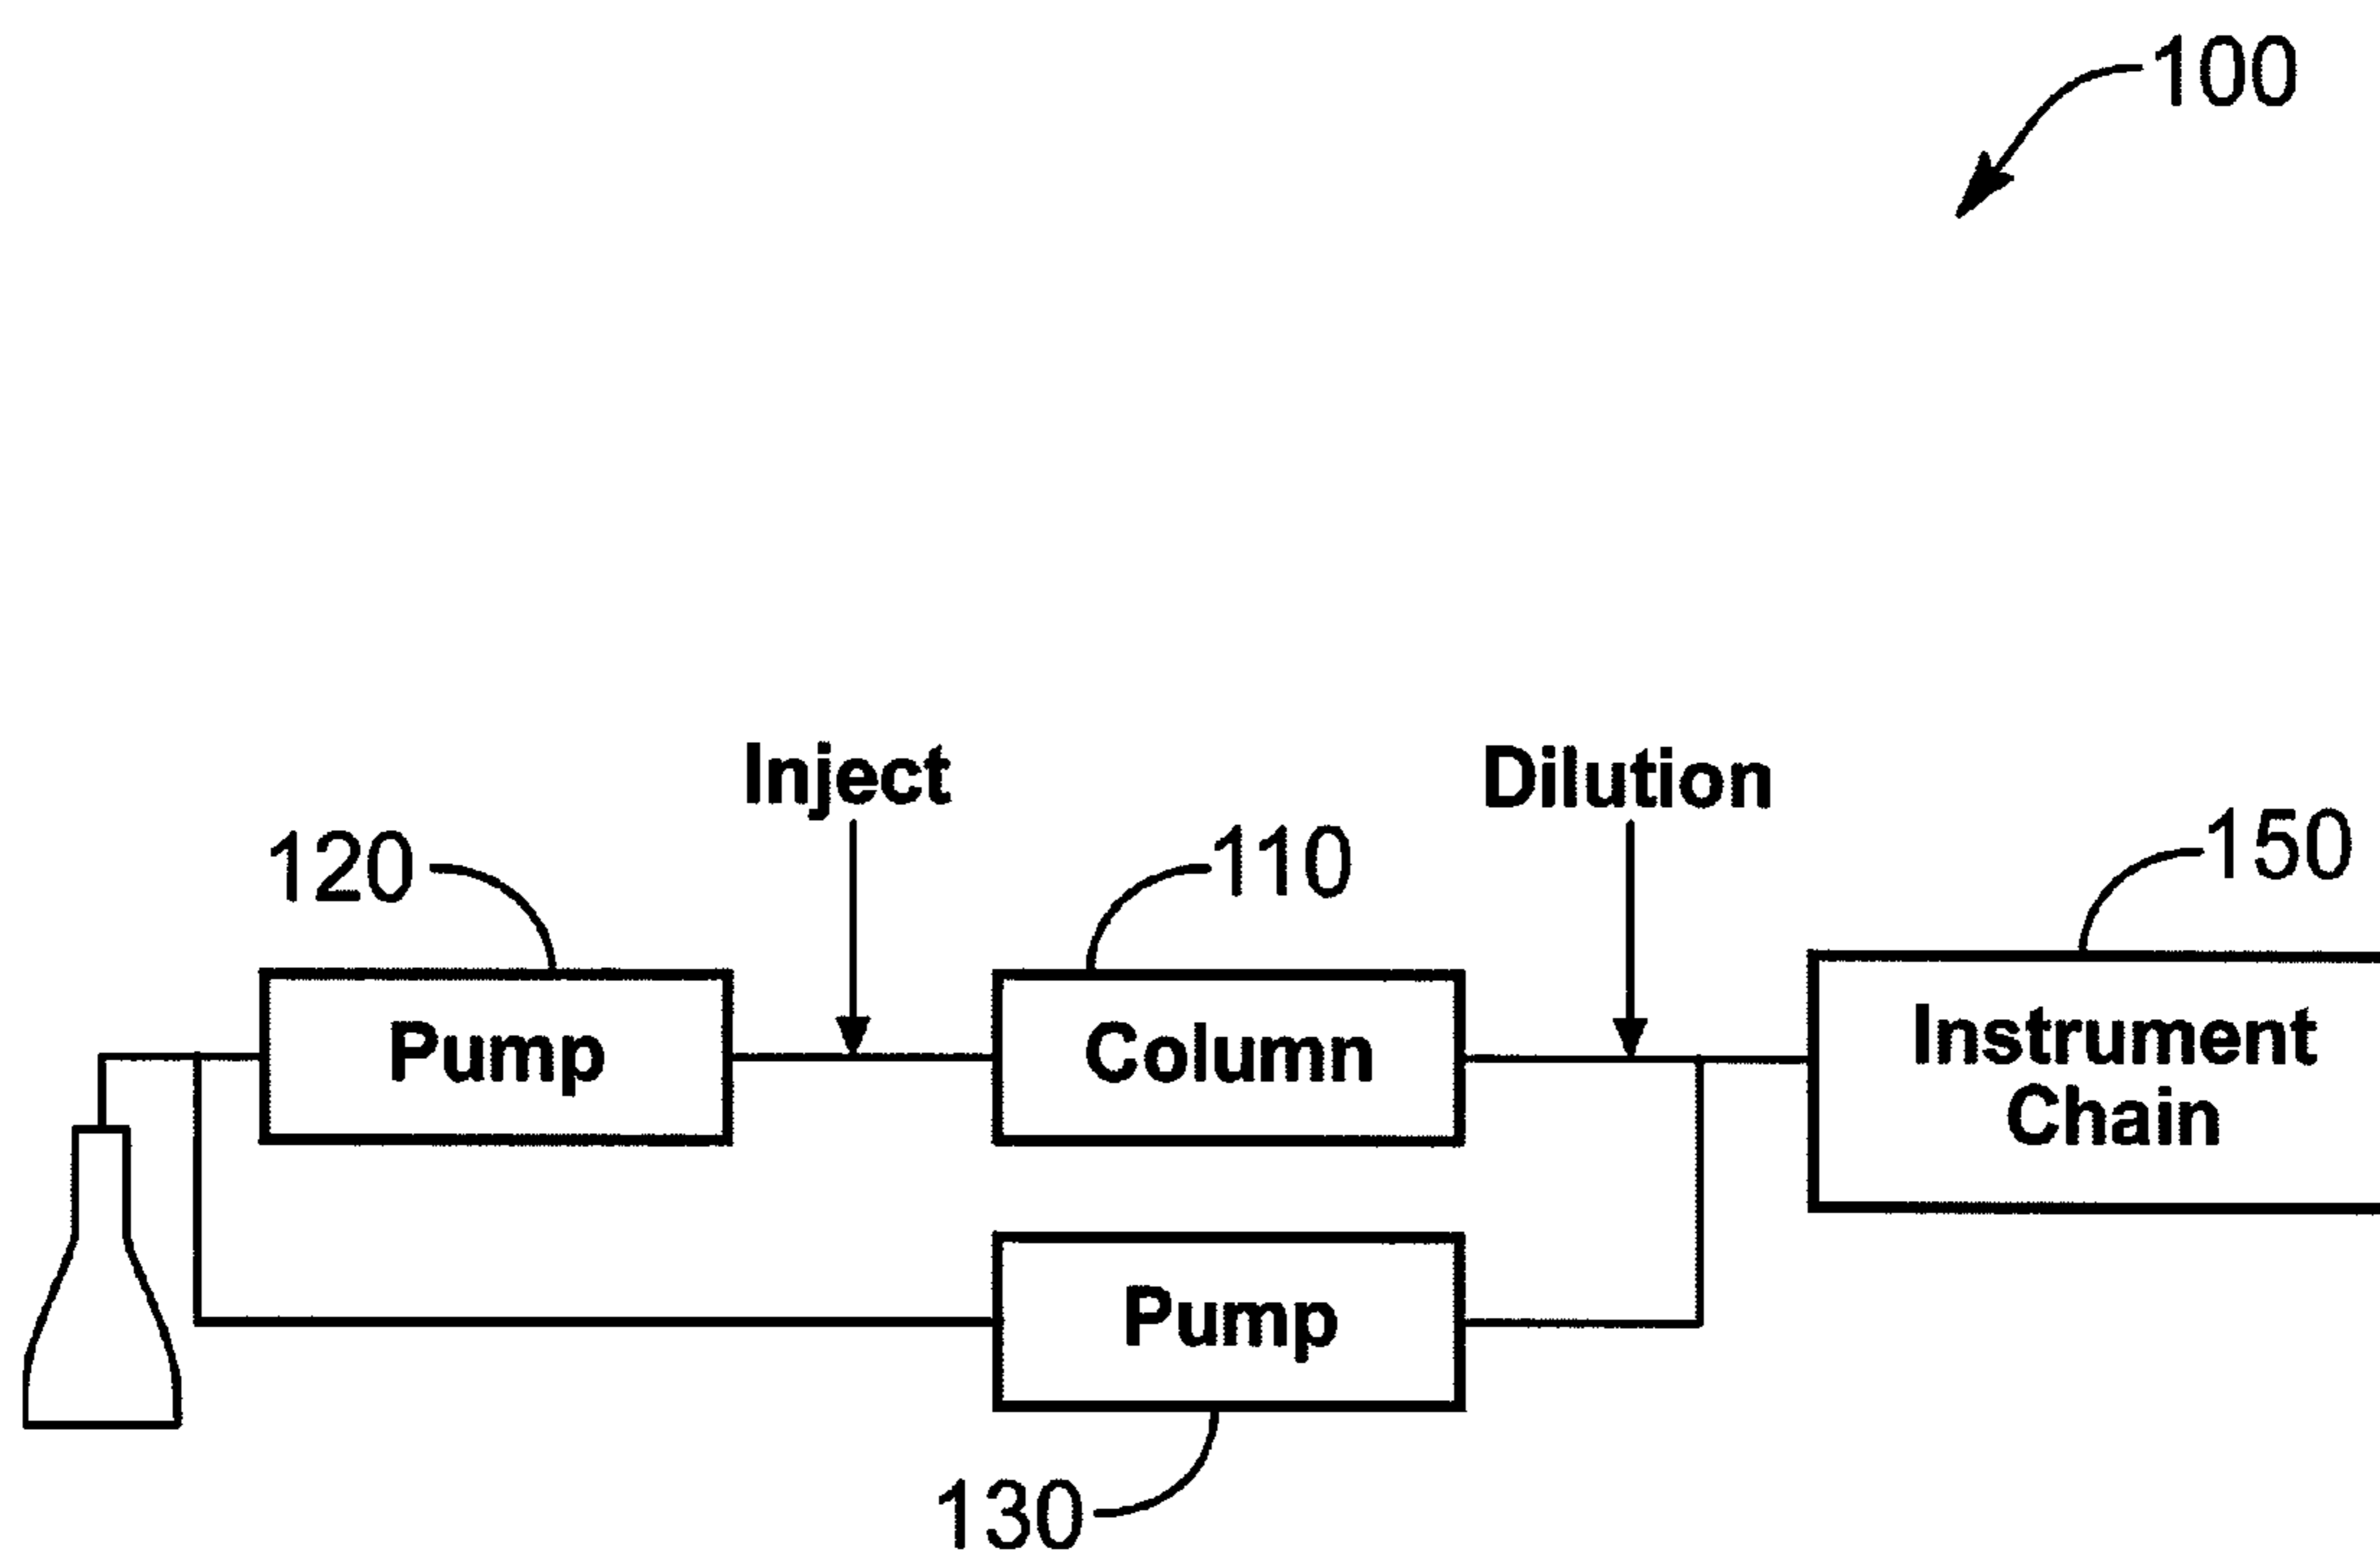 100
Inject
Dilution
120
110
150
Pump
Column
Instrument
Chain
Pump
130